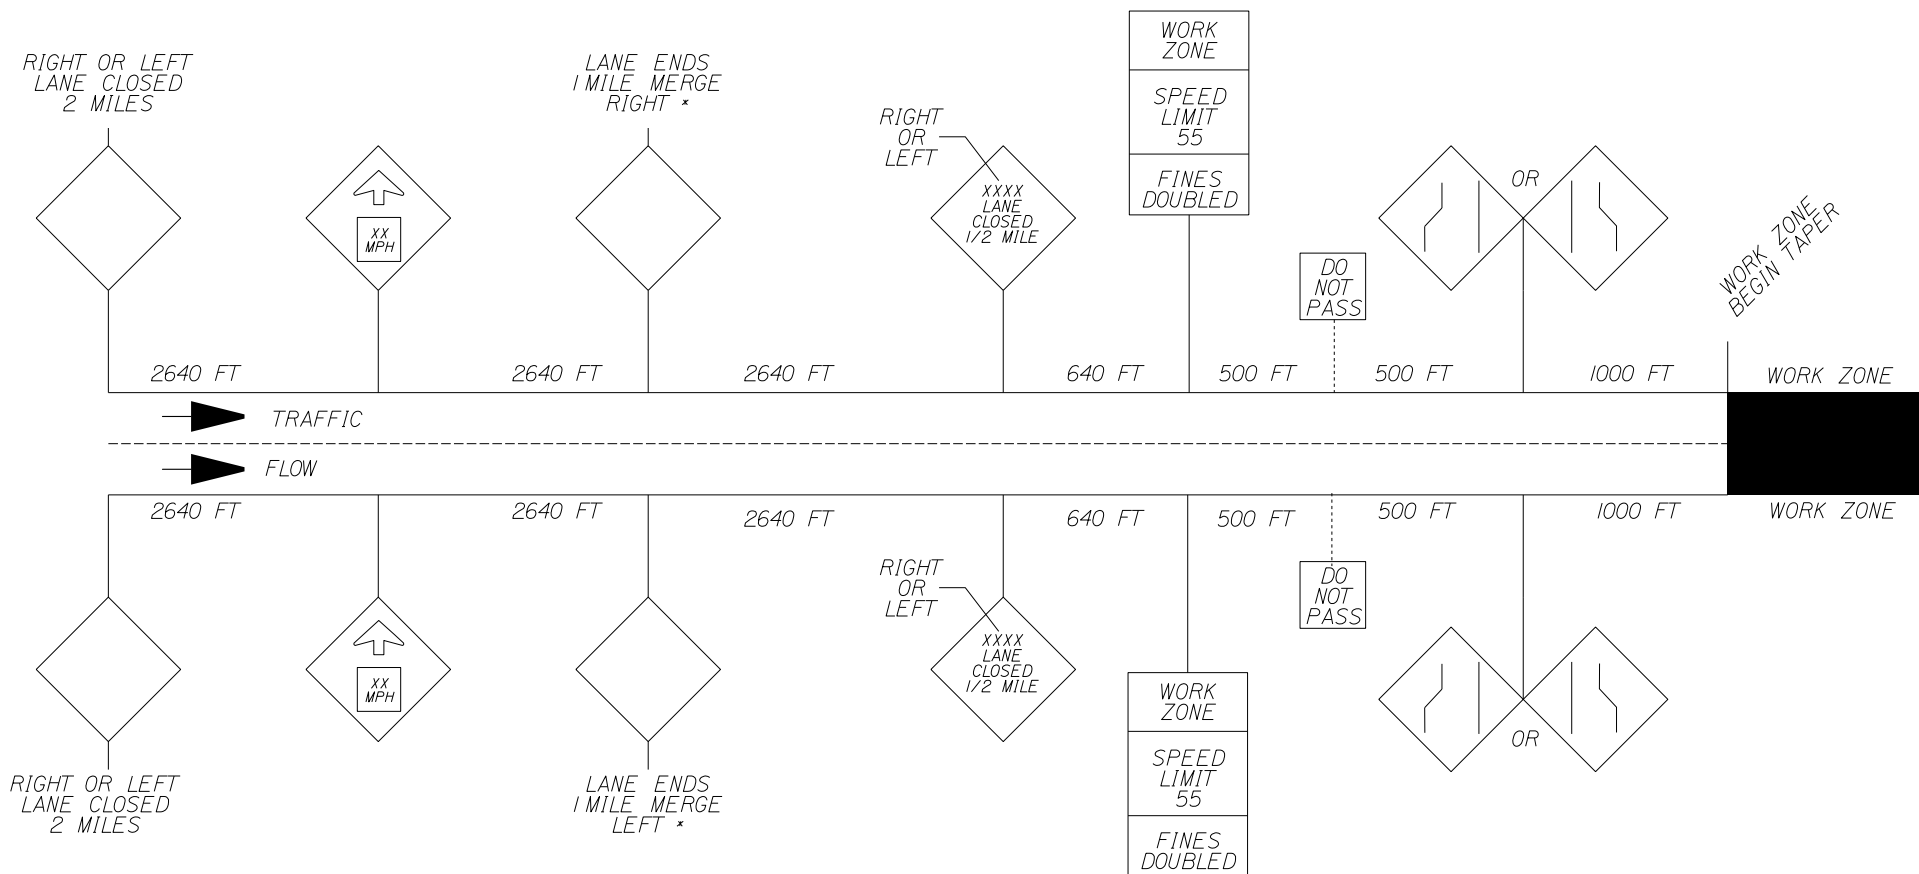 RIGHT OR LEFT
LANE CLOSED
2 MILES
LANE ENDS
1 MILE MERGE
RIGHT *
RIGHT
OR
LEFT
WORK
ZONE
SPEED
LIMIT
55
FINES
DOUBLED
XX
MPH
XXXX
LANE
CLOSED
1/2 MILE
DO
NOT
PASS
OR
WORK ZONE
BEGIN TAPER
2640 FT
2640 FT
2640 FT
640 FT
500 FT
500 FT
1000 FT
WORK ZONE
TRAFFIC
FLOW
2640 FT
2640 FT
2640 FT
640 FT
500 FT
500 FT
1000 FT
WORK ZONE
RIGHT
OR
LEFT
XX
MPH
XXXX
LANE
CLOSED
1/2 MILE
DO
NOT
PASS
OR
RIGHT OR LEFT
LANE CLOSED
2 MILES
LANE ENDS
1 MILE MERGE
LEFT *
WORK
ZONE
SPEED
LIMIT
55
FINES
DOUBLED